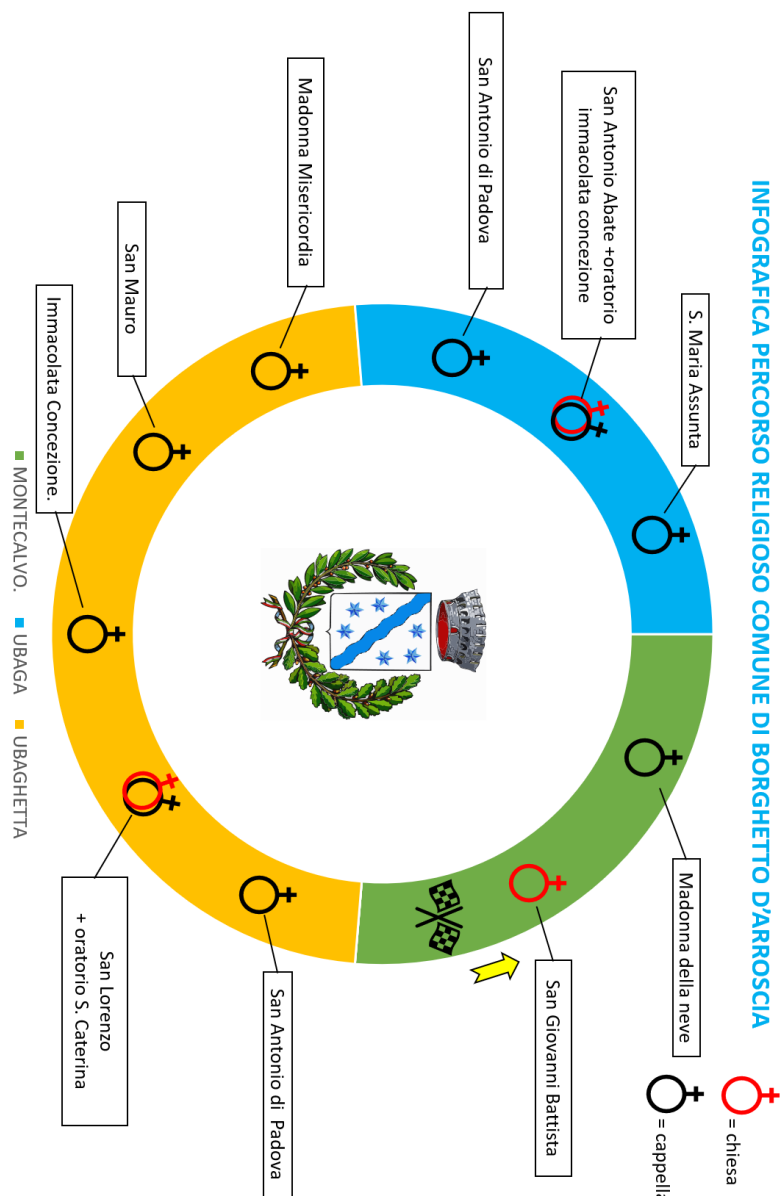 INFOGRAFICA PERCORSO RELIGIOSO COMUNE DI BORGHETTO D'ARROSCIA
= chiesa
= cappella
S. Maria Assunta
Madonna della neve
San Antonio Abate +oratorio
immacolata concezione
San Giovanni Battista
San Antonio di Padova
Madonna Misericordia
San Antonio di Padova
San Mauro
San Lorenzo
+ oratorio S. Caterina
Immacolata Concezione.
MONTECALVO. UBAGA UBAGHETTA